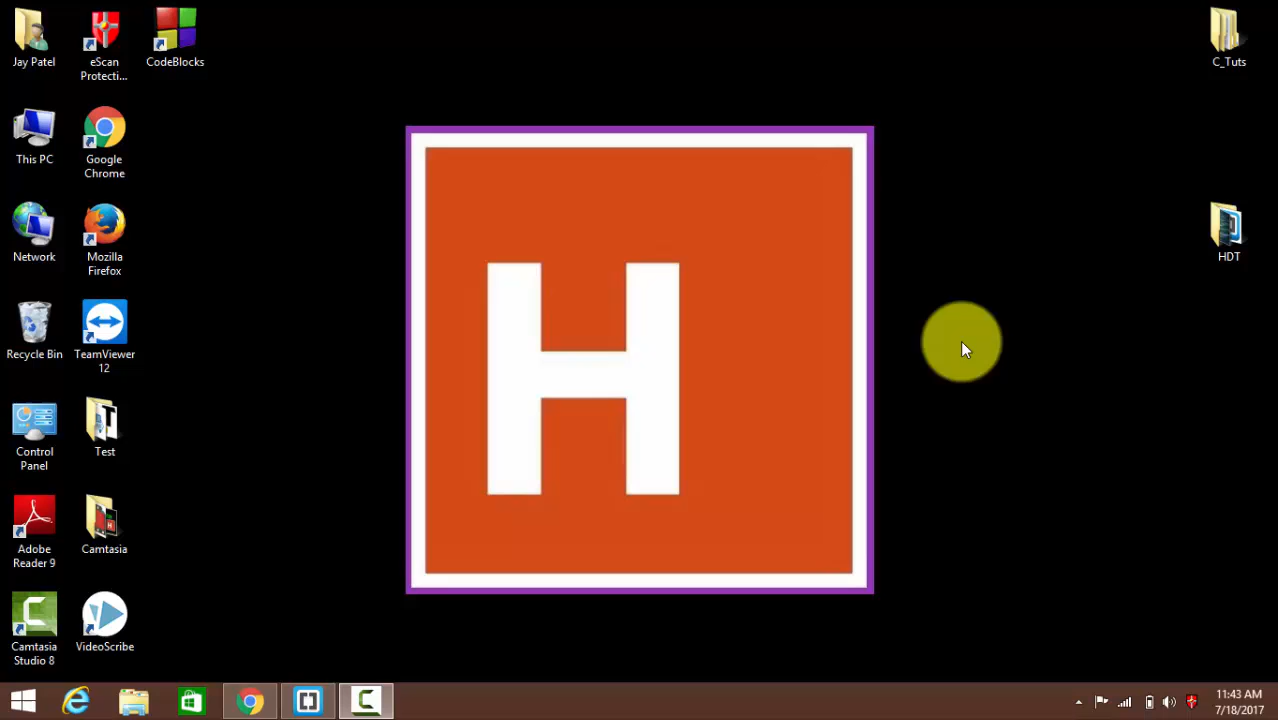 Jay Patel
eScan
Protecti...
CodeBlocks
C_Tuts
This PC
Google
Chrome
Network
Mozilla
Firefox
HDT
H
Recycle Bin
TeamViewer
12
Control
Panel
Test
Adobe
Reader 9
Camtasia
Camtasia
Studio 8
VideoScribe
11:43 AM
7/18/2017